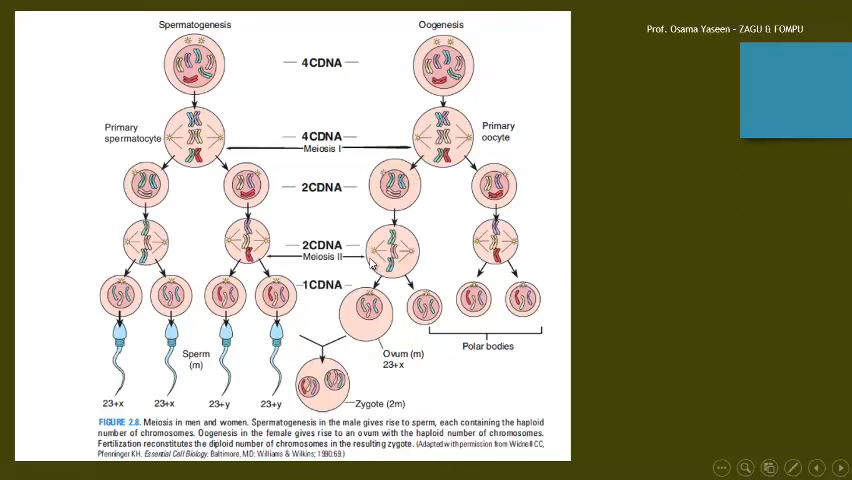 Prof. Osama Yaseen - ZAGU & FOMPU
Spermatogenesis
Oogenesis
4CDNA
Primary
spermatocyte
4CDNA
Meiosis I
Primary
oocyte
2CDNA
2CDNA
Meiosis II
1CDNA
Sperm
(m)
Ovum (m)
23+x
Polar bodies
23+x
23+x
23+y
23+y
Zygote (2m)
FIGURE 2.8. Meiosis in men and women. Spermatogenesis in the male gives rise to sperm, each containing the haploid
number of chromosomes. Oogenesis in the female gives rise to an ovum with the haploid number of chromosomes.
Fertilization reconstitutes the diploid number of chromosomes in the resulting zygote. (Adapted with permission from Widnell CC,
Pfenninger KH. Essential Cell Biology. Baltimore, MD: Williams & Wilkins; 1990:69.)